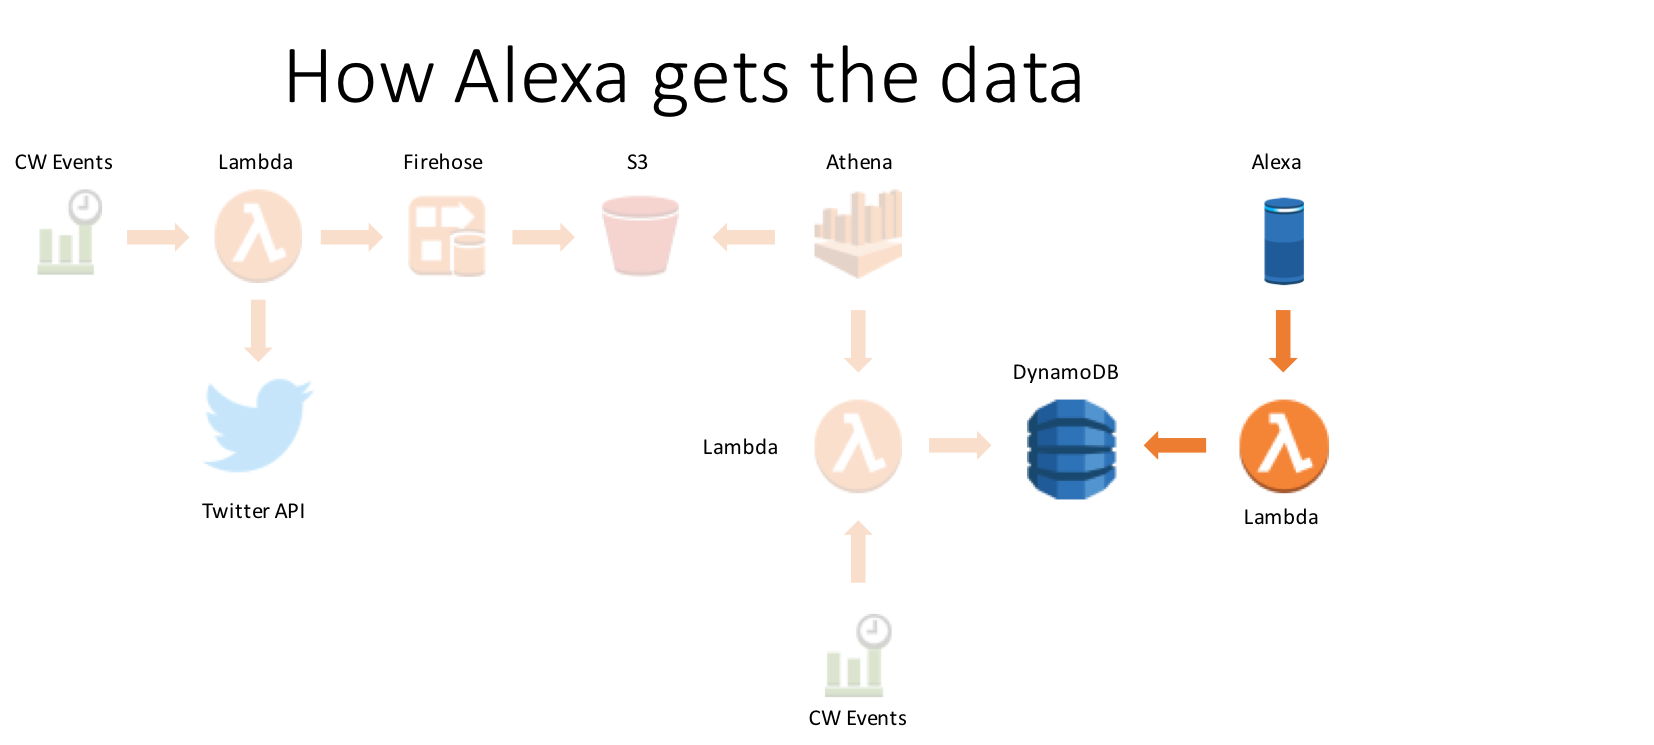 How Alexa gets the data
CW Events
Lambda
Firehose
S3
Athena
Alexa
DynamoDB
Lambda
Twitter API
Lambda
CW Events